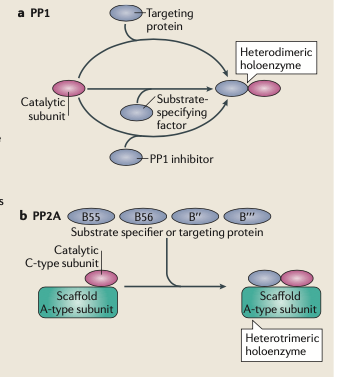 a PP1
Targeting
protein
Heterodimeric
holoenzyme
Catalytic
subunit
Substrate-
specifying
factor
PP1 inhibitor
s
b PP2A
B55
B56
B″
B‴
Substrate specifier or targeting protein
Catalytic
C-type subunit
Scaffold
A-type subunit
Scaffold
A-type subunit
Heterotrimeric
holoenzyme